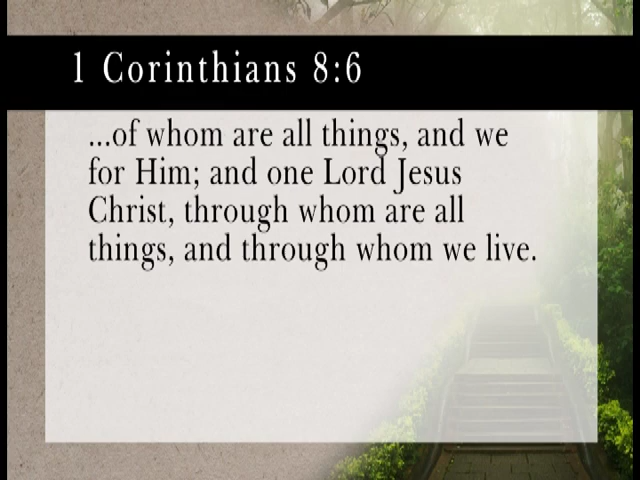 1 Corinthians 8:6
...of whom are all things, and we
for Him; and one Lord Jesus
Christ, through whom are all
things, and through whom we live.